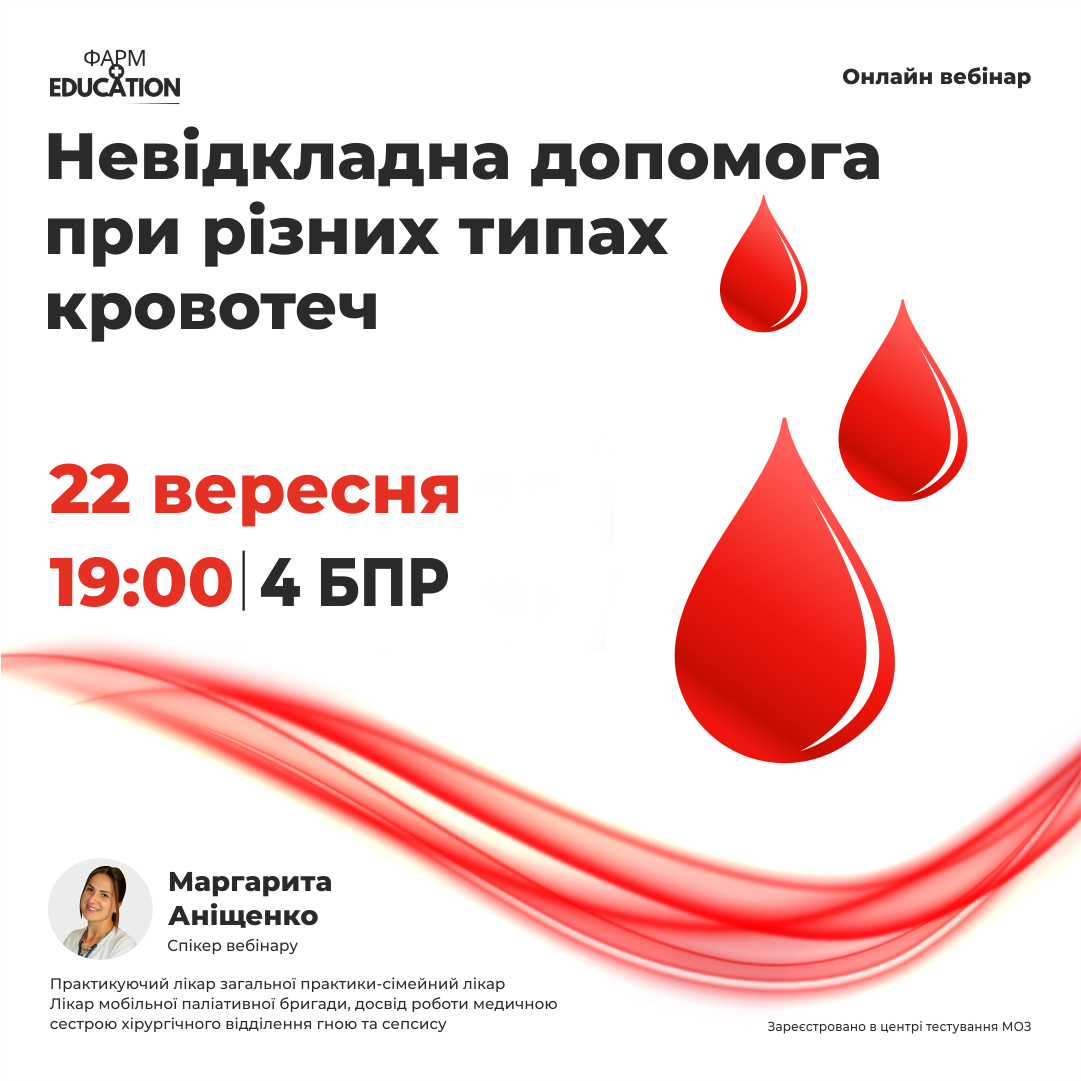 ФАРМ
EDUCATION
Онлайн вебінар
Невідкладна допомога
при різних типах
кровотеч
22 вересня
19:00 | 4 БПР
Маргарита
Аніщенко
Спікер вебінару
Практикуючий лікар загальної практики-сімейний лікар
Лікар мобільної паліативної бригади, досвід роботи медичною
сестрою хірургічного відділення гною та сепсису
Зареєстровано в центрі тестування МОЗ